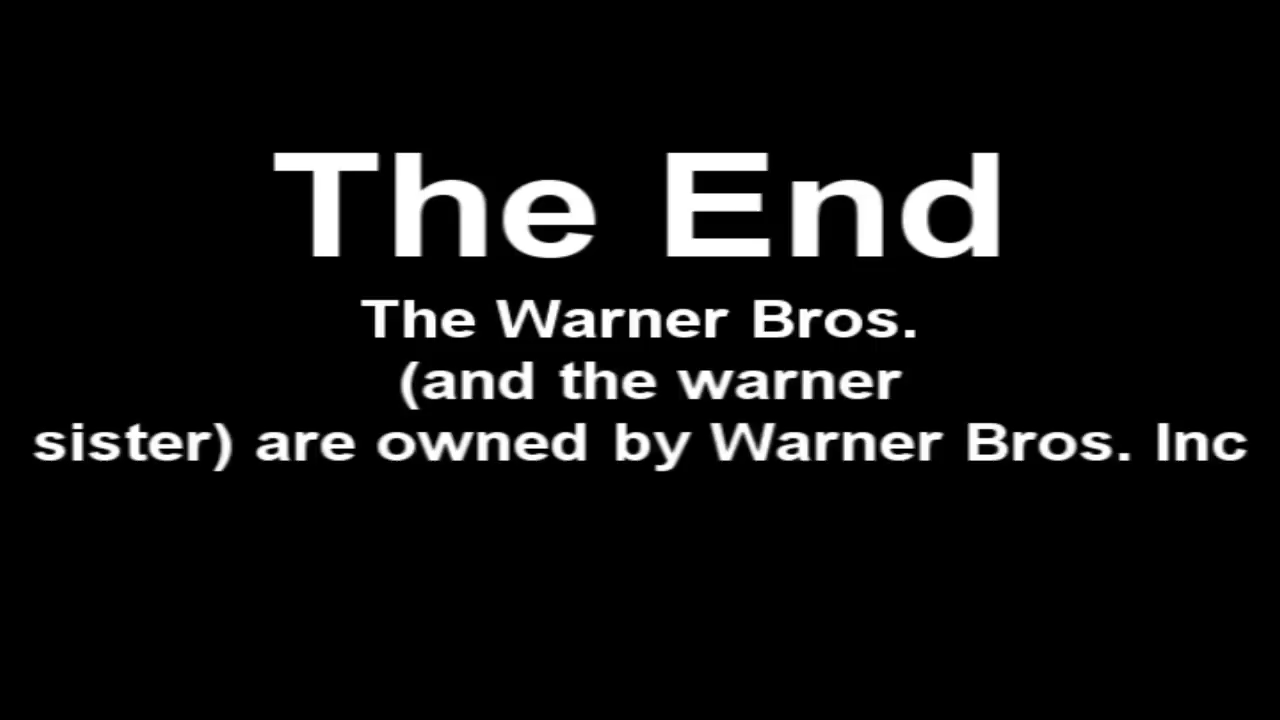 The End
The Warner Bros.
(and the warner
sister) are owned by Warner Bros. Inc